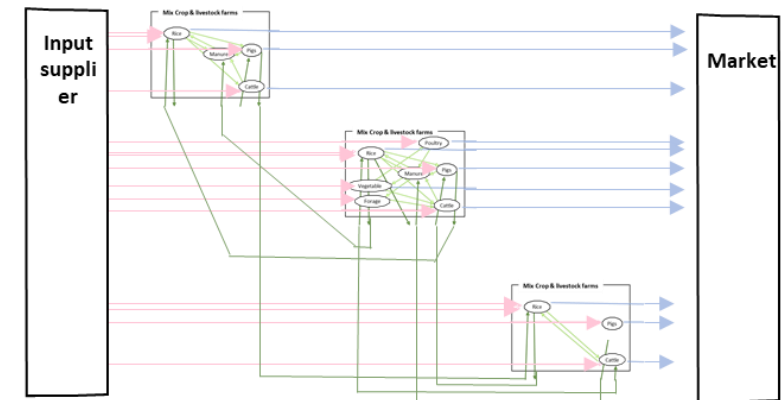 Input
suppli
er
Market
Mix Crop & livestock farms
Rice
Manure
Pigs
Cattle
Mix Crop & livestock farms
Poultry
Rice
Manure
Pigs
Vegetable
Forage
Cattle
Mix Crop & livestock farms
Rice
Pigs
Cattle